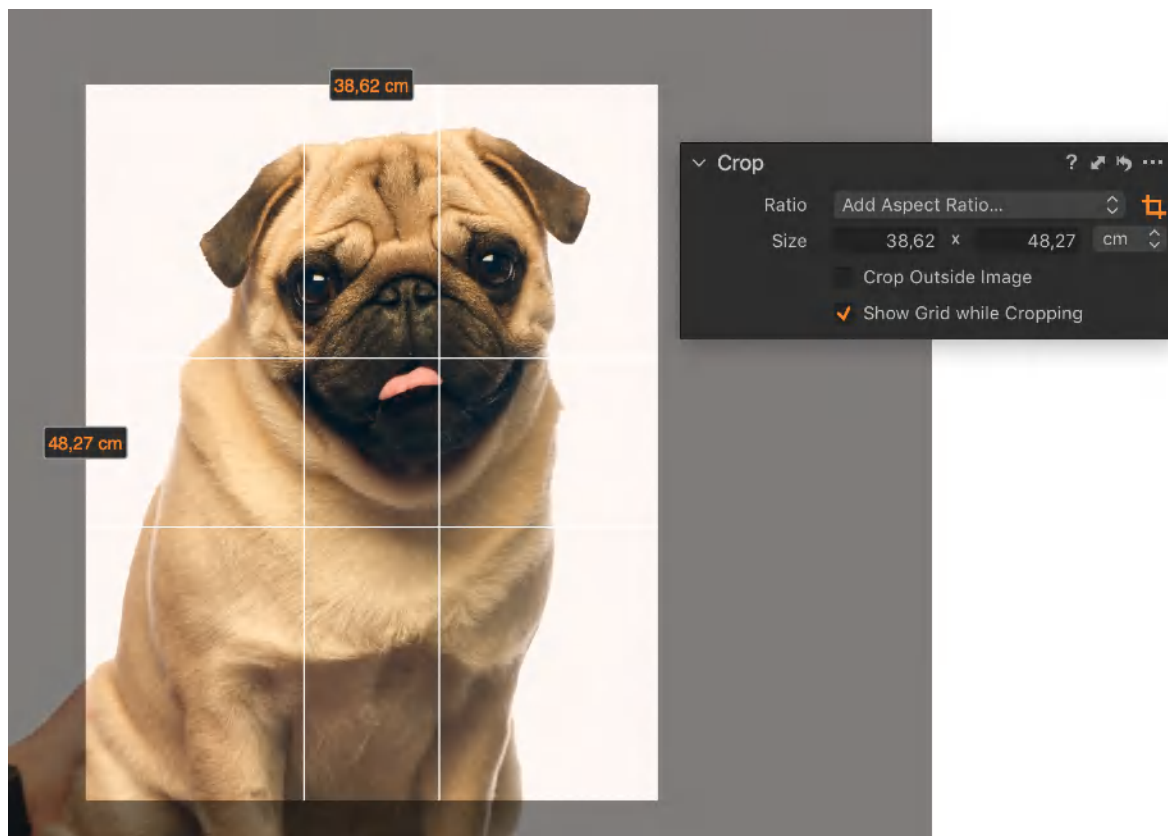 38,62 cm
48,27 cm
Crop
?
Ratio Add Aspect Ratio...
Size 38,62 x 48,27 cm
Crop Outside Image
Show Grid while Cropping